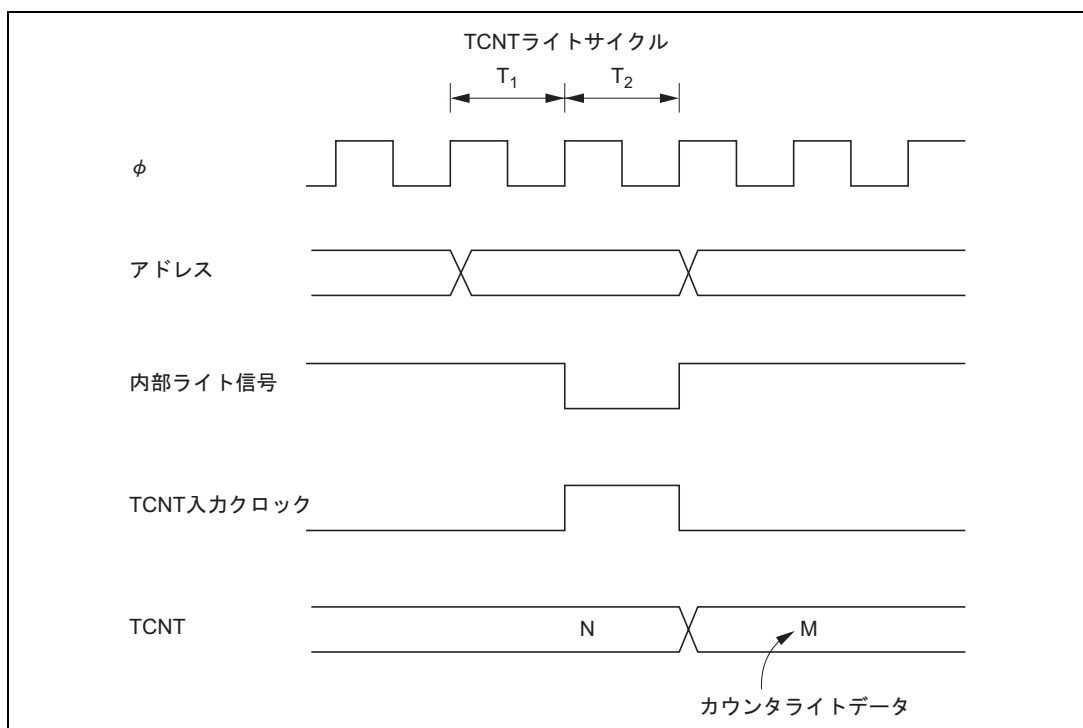 TCNTライトサイクル
T1 T2
φ
アドレス
内部ライト信号
TCNT入力クロック
TCNT N M
カウンタライトデータ